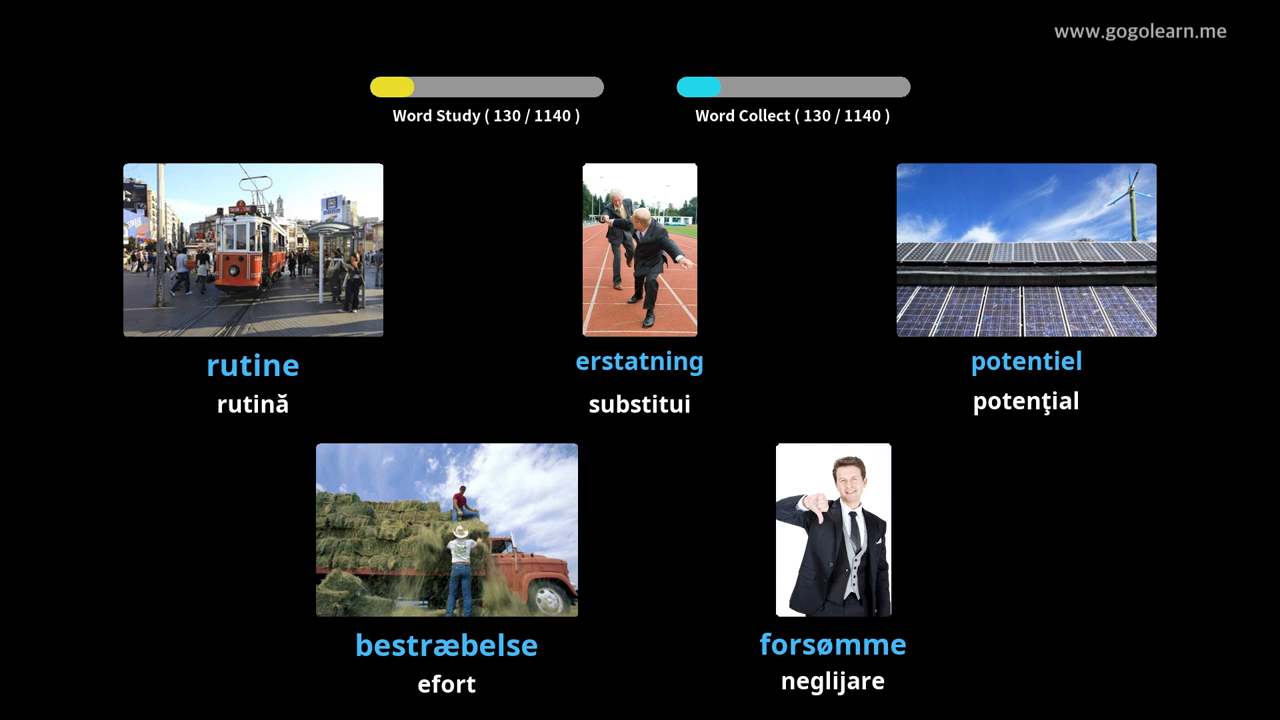 www.gogolearn.me
Word Study ( 130 / 1140 )
Word Collect ( 130 / 1140 )
rutine
rutină
erstatning
substitui
potentiel
potenţial
bestræbelse
efort
forsømme
neglijare